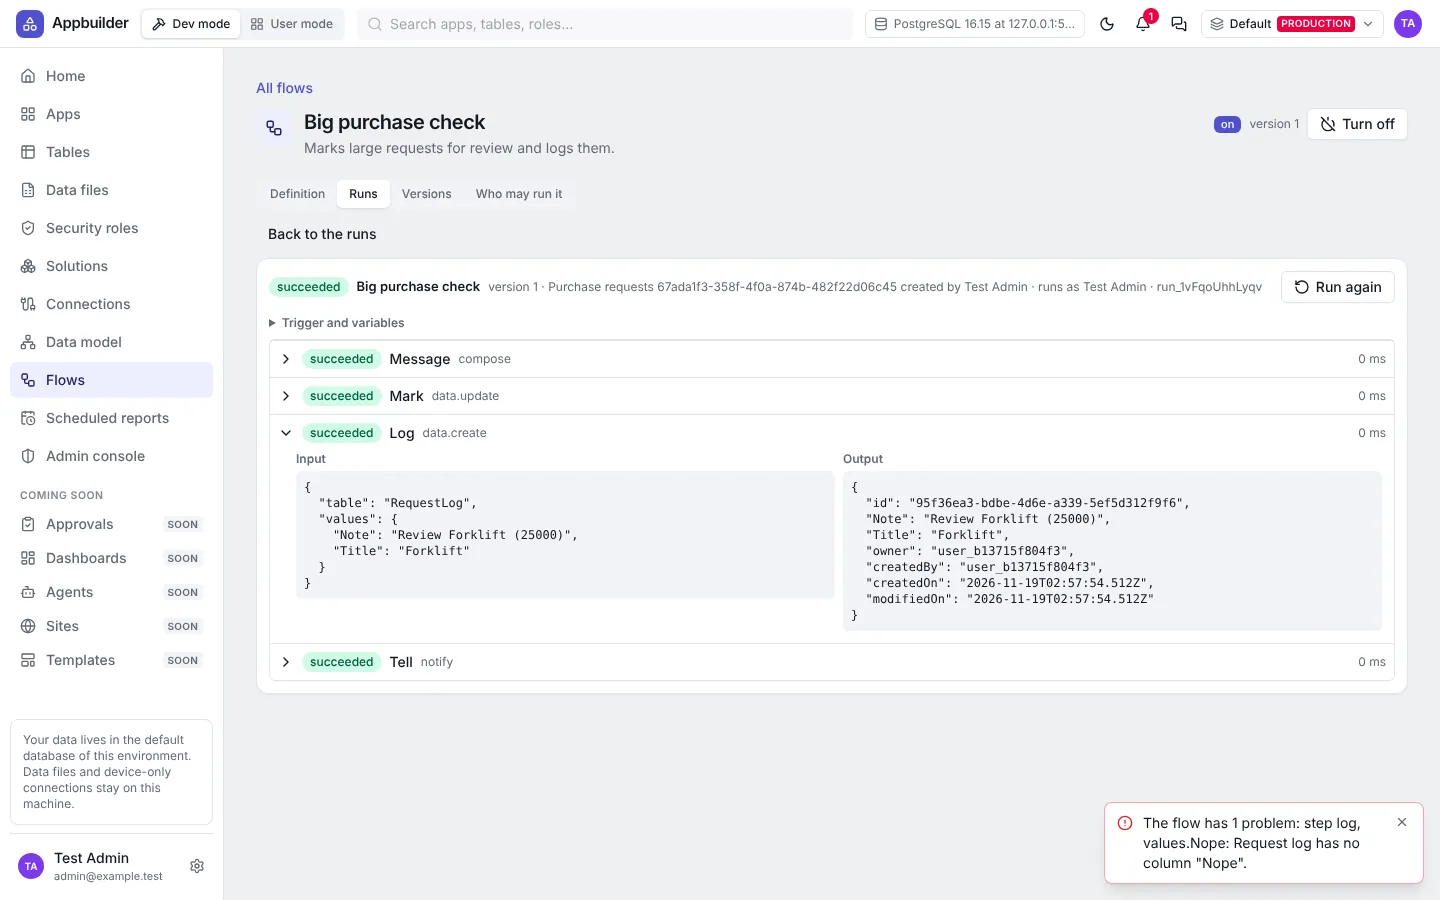 Appbuilder
Dev mode
User mode
Search apps, tables, roles...
PostgreSQL 16.15 at 127.0.0.1:5...
1
Default PRODUCTION
TA
Home
Apps
Tables
Data files
Security roles
Solutions
Connections
Data model
Flows
Scheduled reports
Admin console
COMING SOON
Approvals SOON
Dashboards SOON
Agents SOON
Sites SOON
Templates SOON
Your data lives in the default
database of this environment.
Data files and device-only
connections stay on this
machine.
TA
Test Admin
admin@example.test
All flows
Big purchase check
Marks large requests for review and logs them.
on version 1
Turn off
Definition
Runs
Versions
Who may run it
Back to the runs
succeeded Big purchase check version 1 · Purchase requests 67ada1f3-358f-4f0a-874b-482f22d06c45 created by Test Admin · runs as Test Admin · run_1vFqoUhhLyqv
Run again
Trigger and variables
succeeded Message compose 0 ms
succeeded Mark data.update 0 ms
succeeded Log data.create 0 ms
Input
{
"table": "RequestLog",
"values": {
"Note": "Review Forklift (25000)",
"Title": "Forklift"
}
}
Output
{
"id": "95f36ea3-bdbe-4d6e-a339-5ef5d312f9f6",
"Note": "Review Forklift (25000)",
"Title": "Forklift",
"owner": "user_b13715f804f3",
"createdBy": "user_b13715f804f3",
"createdOn": "2026-11-19T02:57:54.512Z",
"modifiedOn": "2026-11-19T02:57:54.512Z"
}
succeeded Tell notify 0 ms
The flow has 1 problem: step log,
values.Nope: Request log has no
column "Nope".